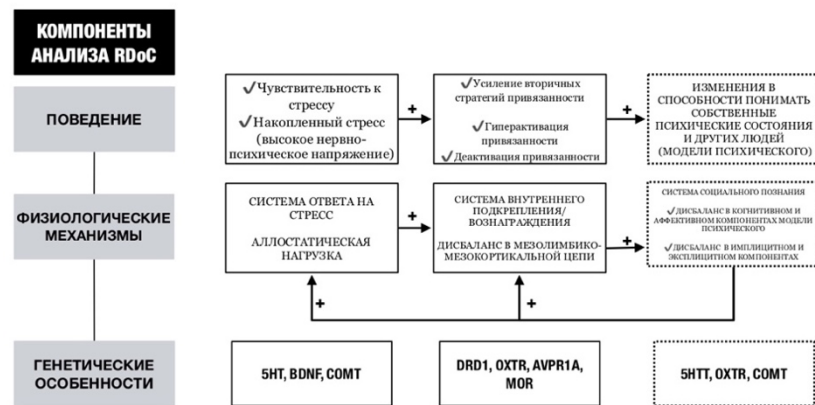 КОМПОНЕНТЫ
АНАЛИЗА RDoC
ПОВЕДЕНИЕ
✓Чувствительность к
стрессу
✓Накопленный стресс
(высокое нервно-
психическое напряжение)
+
✓Усиление вторичных
стратегий привязанности
✓Гиперактивация
привязанности
✓Деактивация привязанности
+
ИЗМЕНЕНИЯ В
СПОСОБНОСТИ ПОНИМАТЬ
СОБСТВЕННЫЕ
ПСИХИЧЕСКИЕ СОСТОЯНИЯ
И ДРУГИХ ЛЮДЕЙ
(МОДЕЛИ ПСИХИЧЕСКОГО)
ФИЗИОЛОГИЧЕСКИЕ
МЕХАНИЗМЫ
СИСТЕМА ОТВЕТА НА
СТРЕСС
АЛЛОСТАТИЧЕСКАЯ
НАГРУЗКА
+
СИСТЕМА ВНУТРЕННЕГО
ПОДКРЕПЛЕНИЯ/
ВОЗНАГРАЖДЕНИЯ
ДИСБАЛАНС В МЕЗОЛИМБИКО-
МЕЗОКОРТИКАЛЬНОЙ ЦЕПИ
+
СИСТЕМА СОЦИАЛЬНОГО ПОЗНАНИЯ
✓ДИСБАЛАНС В КОГНИТИВНОМ И
АФФЕКТИВНОМ КОМПОНЕНТАХ МОДЕЛИ
ПСИХИЧЕСКОГО
✓ДИСБАЛАНС В ИМПЛИЦИТНОМ И
ЭКСПЛИЦИТНОМ КОМПОНЕНТАХ
+
+
ГЕНЕТИЧЕСКИЕ
ОСОБЕННОСТИ
5HT, BDNF, COMT
DRD1, OXTR, AVPR1A,
MOR
5HTT, OXTR, COMT